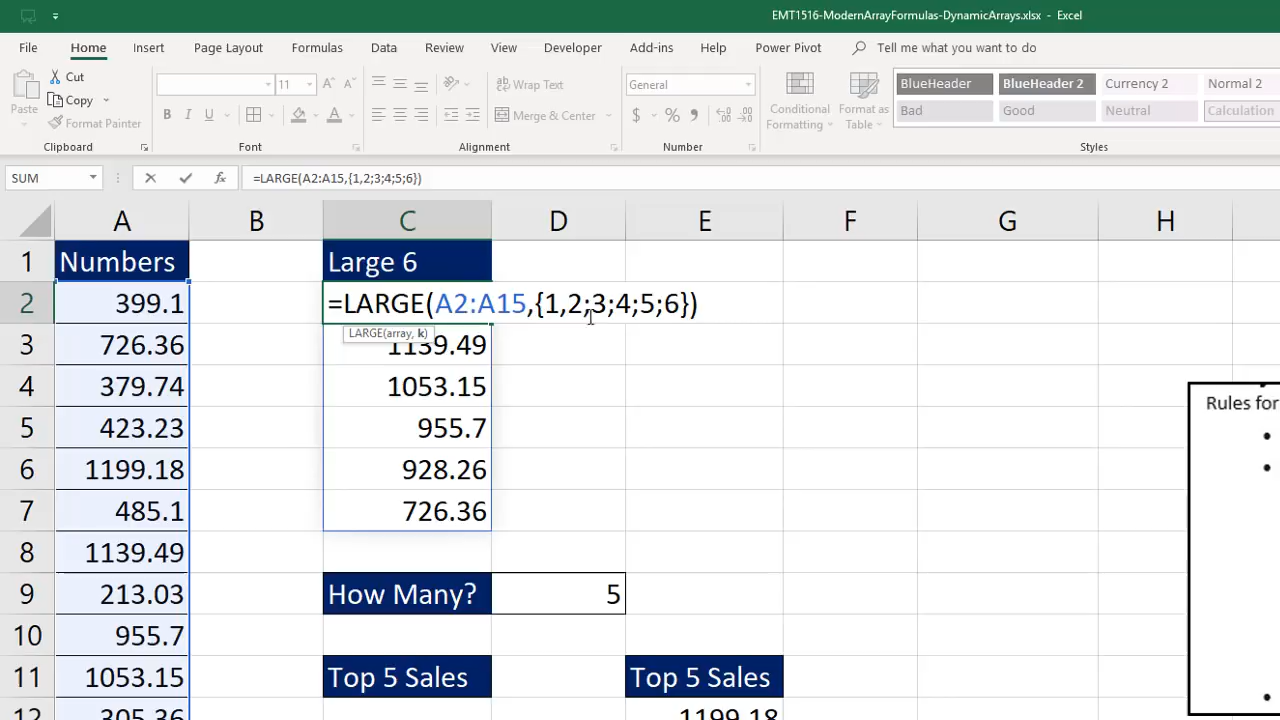 EMT1516-ModernArrayFormulas-DynamicArrays.xlsx - Excel
File Home Insert Page Layout Formulas Data Review View Developer Add-ins Help Power Pivot Tell me what you want to do
Paste Cut Copy Format Painter
11
B I U
Wrap Text
Merge & Center
General
$ %
Conditional Formatting
Format as Table
BlueHeader BlueHeader 2 Currency 2 Normal 2
Bad Good Neutral Calculation
Clipboard Font Alignment Number Styles
SUM fx =LARGE(A2:A15,{1,2;3;4;5;6})
A B C D E F G H
1 Numbers Large 6
2 399.1 =LARGE(A2:A15,{1,2;3;4;5;6})
LARGE(array, k)
3 726.36 1139.49
4 379.74 1053.15
Rules for
5 423.23 955.7
6 1199.18 928.26
7 485.1 726.36
8 1139.49
9 213.03 How Many? 5
10 955.7
11 1053.15 Top 5 Sales Top 5 Sales
12 305.36 1199.18